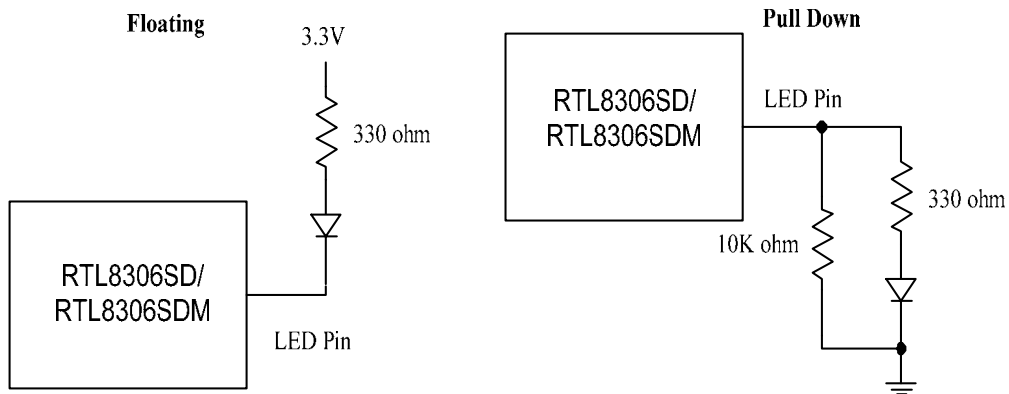 Floating
3.3V
330 ohm
RTL8306SD/
RTL8306SDM
LED Pin
Pull Down
RTL8306SD/
RTL8306SDM
LED Pin
10K ohm
330 ohm